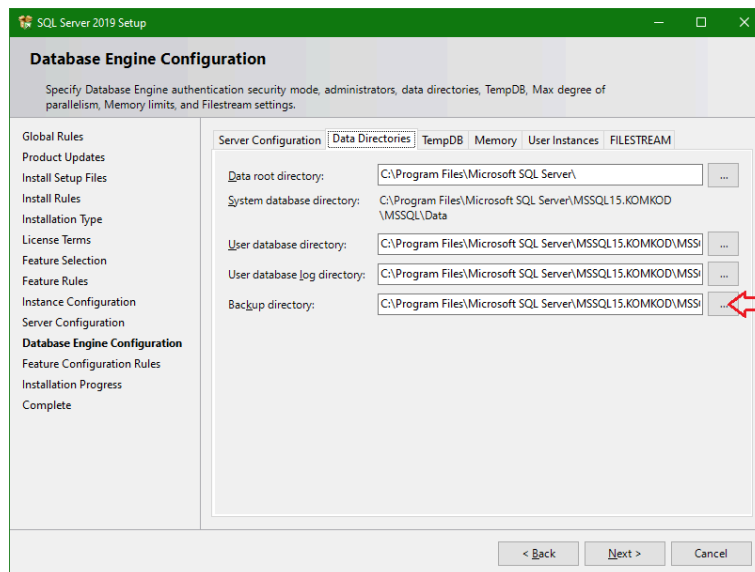 SQL Server 2019 Setup
Database Engine Configuration
Specify Database Engine authentication security mode, administrators, data directories, TempDB, Max degree of
parallelism, Memory limits, and Filestream settings.
Global Rules
Product Updates
Install Setup Files
Install Rules
Installation Type
License Terms
Feature Selection
Feature Rules
Instance Configuration
Server Configuration
Database Engine Configuration
Feature Configuration Rules
Installation Progress
Complete
Server Configuration Data Directories TempDB Memory User Instances FILESTREAM
Data root directory: C:\Program Files\Microsoft SQL Server\ ...
System database directory: C:\Program Files\Microsoft SQL Server\MSSQL15.KOMKOD
\MSSQL\Data
User database directory: C:\Program Files\Microsoft SQL Server\MSSQL15.KOMKOD\MSS ...
User database log directory: C:\Program Files\Microsoft SQL Server\MSSQL15.KOMKOD\MSS ...
Backup directory: C:\Program Files\Microsoft SQL Server\MSSQL15.KOMKOD\MSS ...
< Back Next > Cancel